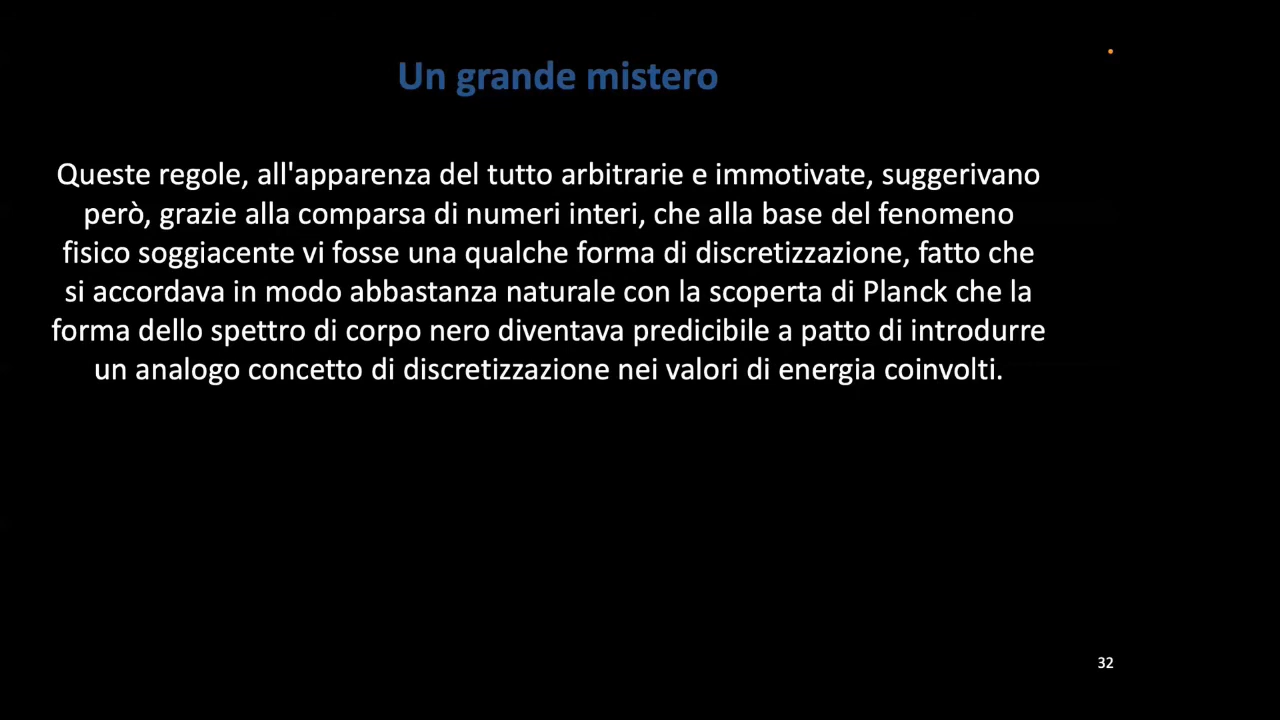 Un grande mistero
Queste regole, all'apparenza del tutto arbitrarie e immotivate, suggerivano
però, grazie alla comparsa di numeri interi, che alla base del fenomeno
fisico soggiacente vi fosse una qualche forma di discretizzazione, fatto che
si accordava in modo abbastanza naturale con la scoperta di Planck che la
forma dello spettro di corpo nero diventava predicibile a patto di introdurre
un analogo concetto di discretizzazione nei valori di energia coinvolti.
32